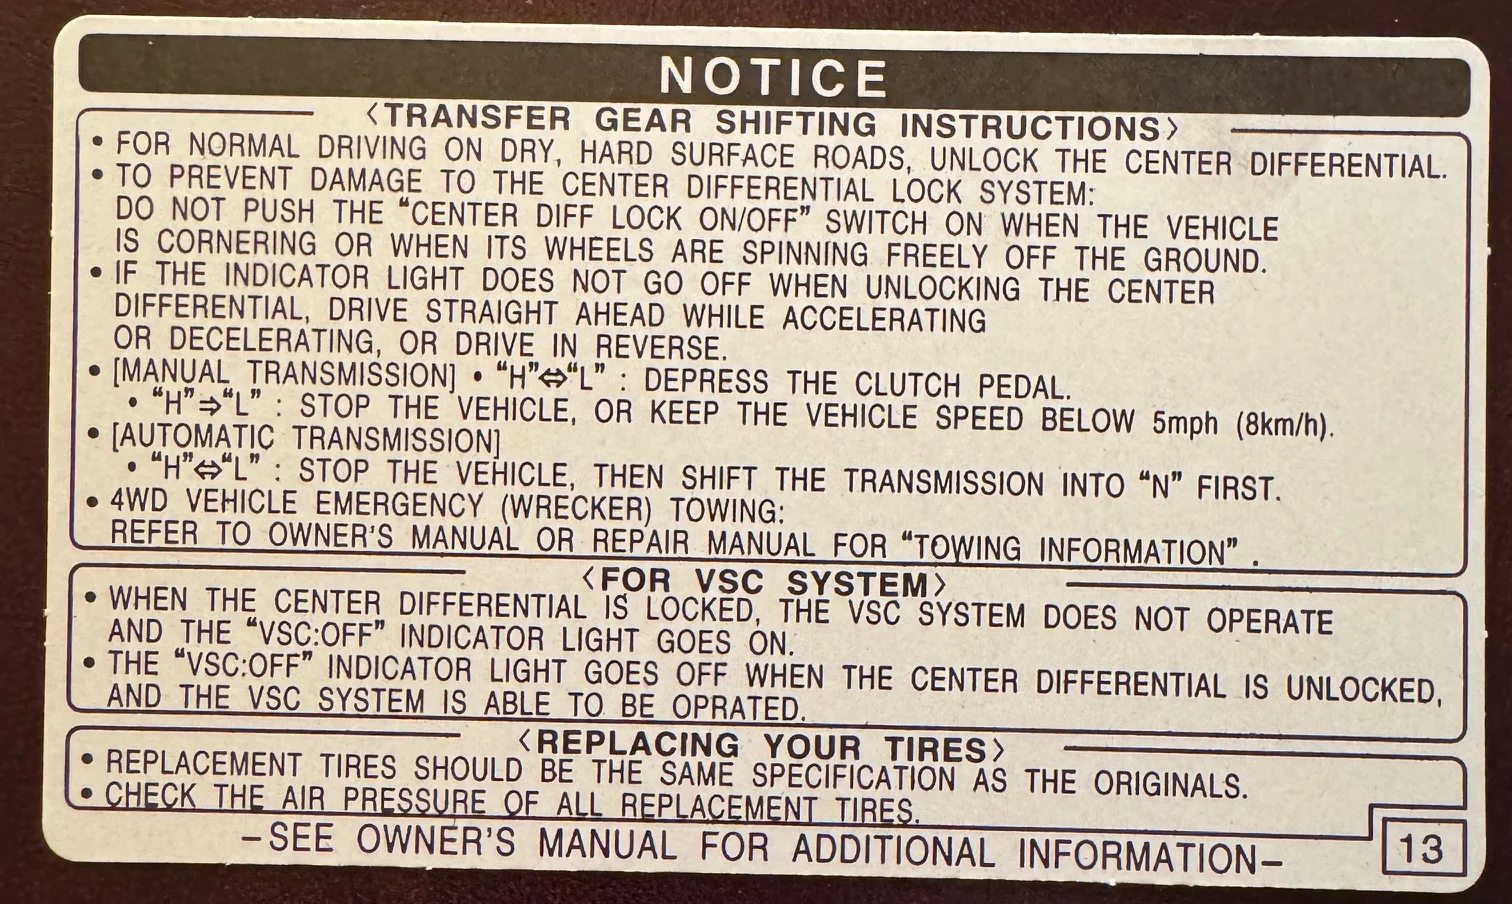 NOTICE
<TRANSFER GEAR SHIFTING INSTRUCTIONS>
• FOR NORMAL DRIVING ON DRY, HARD SURFACE ROADS, UNLOCK THE CENTER DIFFERENTIAL.
• TO PREVENT DAMAGE TO THE CENTER DIFFERENTIAL LOCK SYSTEM:
DO NOT PUSH THE “CENTER DIFF LOCK ON/OFF” SWITCH ON WHEN THE VEHICLE
IS CORNERING OR WHEN ITS WHEELS ARE SPINNING FREELY OFF THE GROUND.
• IF THE INDICATOR LIGHT DOES NOT GO OFF WHEN UNLOCKING THE CENTER
DIFFERENTIAL, DRIVE STRAIGHT AHEAD WHILE ACCELERATING
OR DECELERATING, OR DRIVE IN REVERSE.
• [MANUAL TRANSMISSION] • “H”⇔“L” : DEPRESS THE CLUTCH PEDAL.
• “H”⇒“L” : STOP THE VEHICLE, OR KEEP THE VEHICLE SPEED BELOW 5mph (8km/h).
• [AUTOMATIC TRANSMISSION]
• “H”⇔“L” : STOP THE VEHICLE, THEN SHIFT THE TRANSMISSION INTO “N” FIRST.
• 4WD VEHICLE EMERGENCY (WRECKER) TOWING:
REFER TO OWNER'S MANUAL OR REPAIR MANUAL FOR “TOWING INFORMATION” .
<FOR VSC SYSTEM>
• WHEN THE CENTER DIFFERENTIAL IS LOCKED, THE VSC SYSTEM DOES NOT OPERATE
AND THE “VSC:OFF” INDICATOR LIGHT GOES ON.
• THE “VSC:OFF” INDICATOR LIGHT GOES OFF WHEN THE CENTER DIFFERENTIAL IS UNLOCKED,
AND THE VSC SYSTEM IS ABLE TO BE OPRATED.
<REPLACING YOUR TIRES>
• REPLACEMENT TIRES SHOULD BE THE SAME SPECIFICATION AS THE ORIGINALS.
• CHECK THE AIR PRESSURE OF ALL REPLACEMENT TIRES.
–SEE OWNER'S MANUAL FOR ADDITIONAL INFORMATION–
13